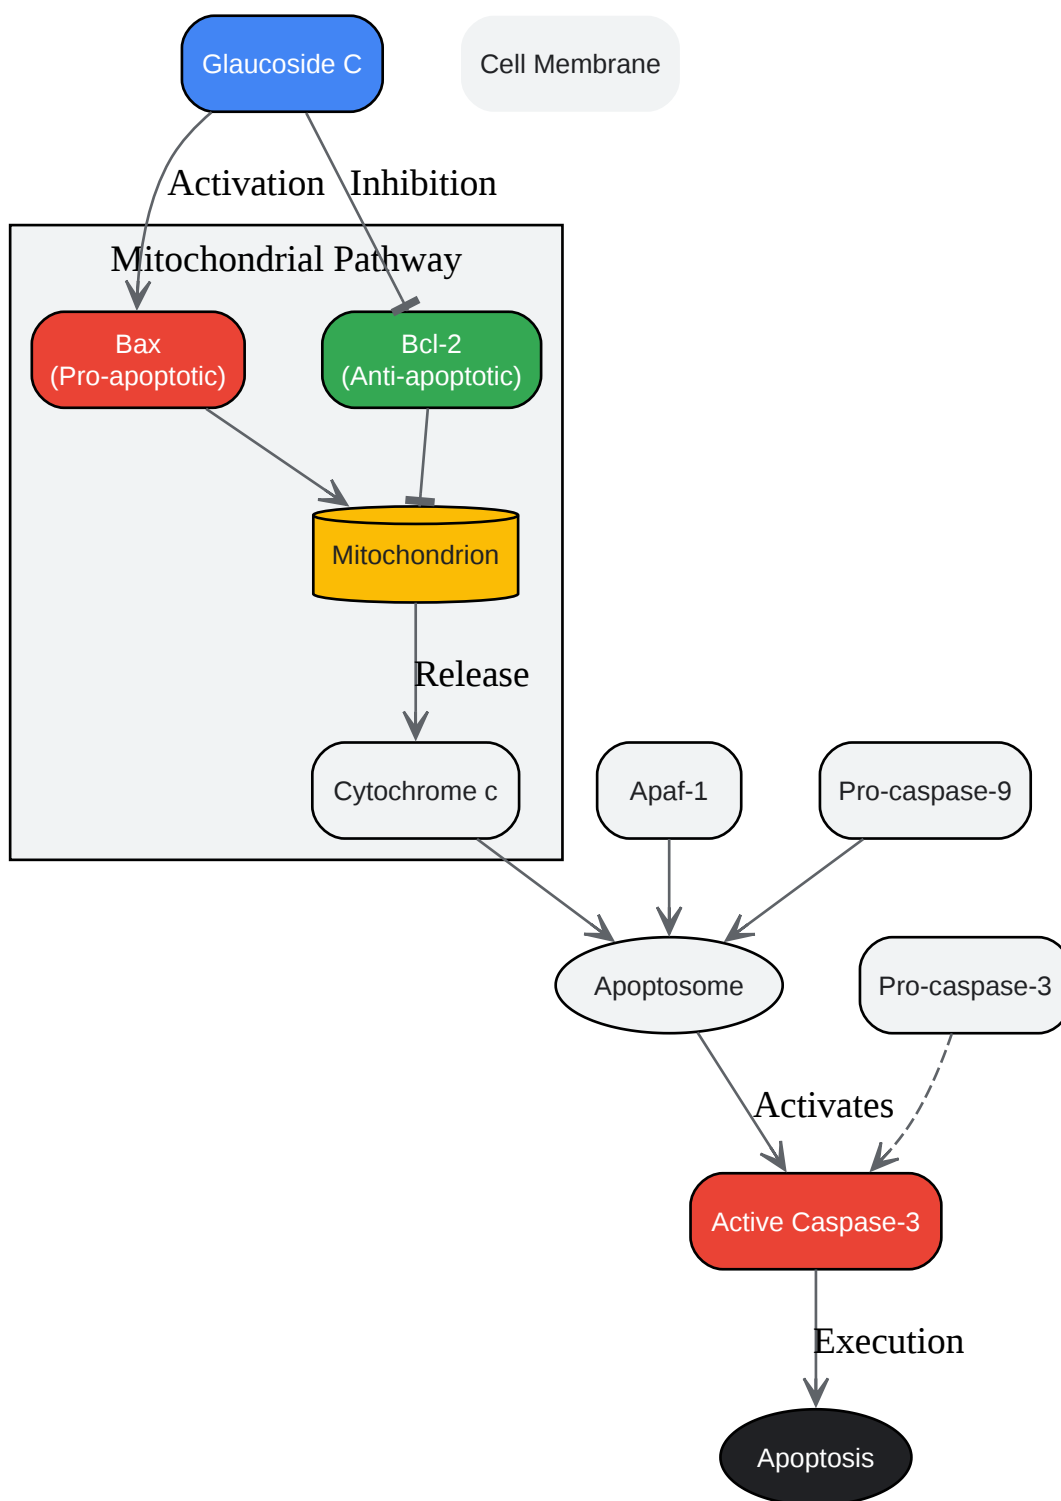 Glaucoside C
Cell Membrane
Activation
Inhibition
Mitochondrial Pathway
Bax
(Pro-apoptotic)
Bcl-2
(Anti-apoptotic)
Mitochondrion
Release
Cytochrome c
Apaf-1
Pro-caspase-9
Apoptosome
Pro-caspase-3
Activates
Active Caspase-3
Execution
Apoptosis